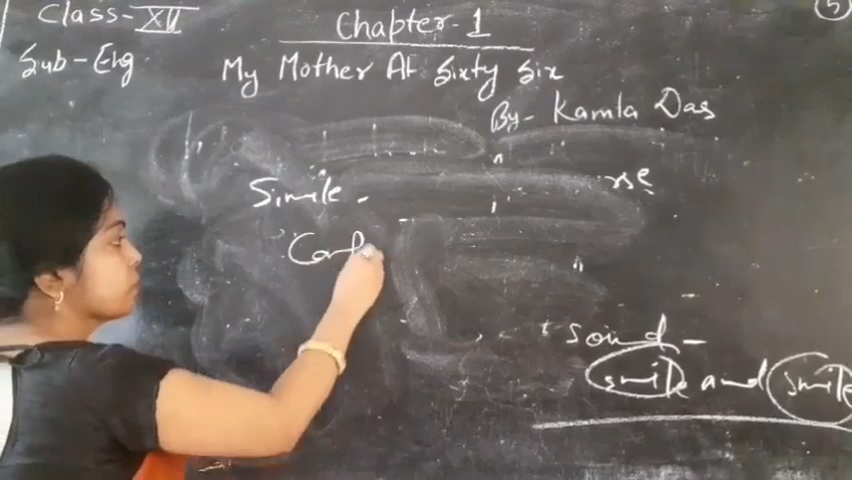 Class-XII
Chapter-1
5
Sub-Eng
My Mother At Sixty Six
By- Kamla Das
Simile -
Sound-
smile and smile